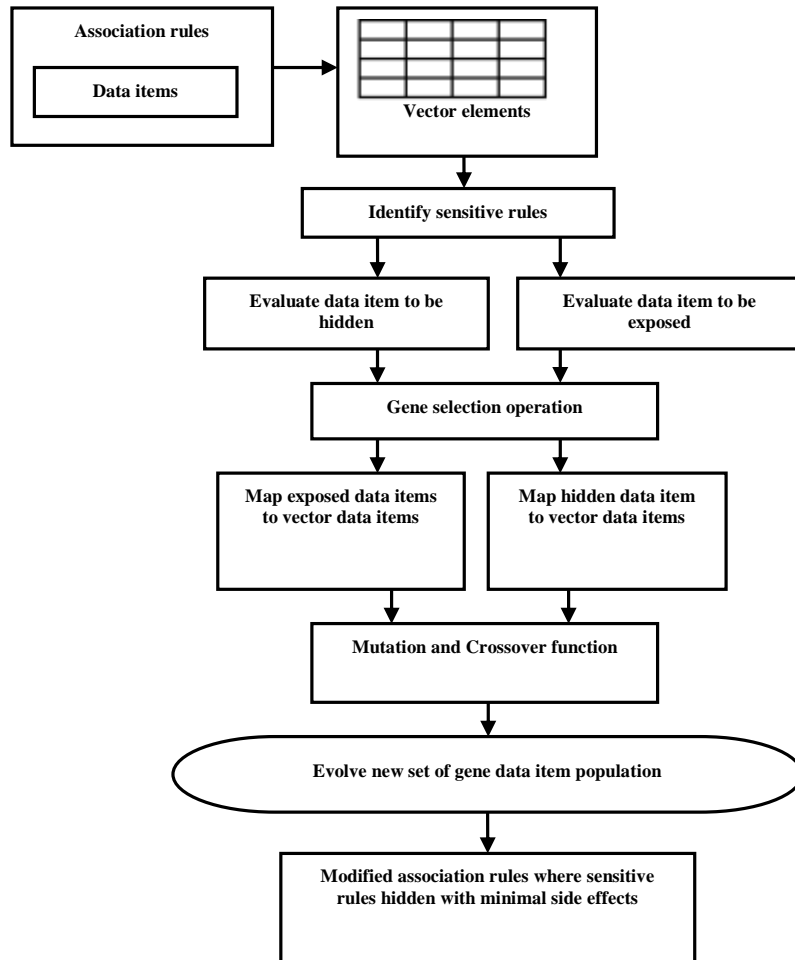 Association rules
Data items
Vector elements
Identify sensitive rules
Evaluate data item to be
hidden
Evaluate data item to be
exposed
Gene selection operation
Map exposed data items
to vector data items
Map hidden data item
to vector data items
Mutation and Crossover function
Evolve new set of gene data item population
Modified association rules where sensitive
rules hidden with minimal side effects